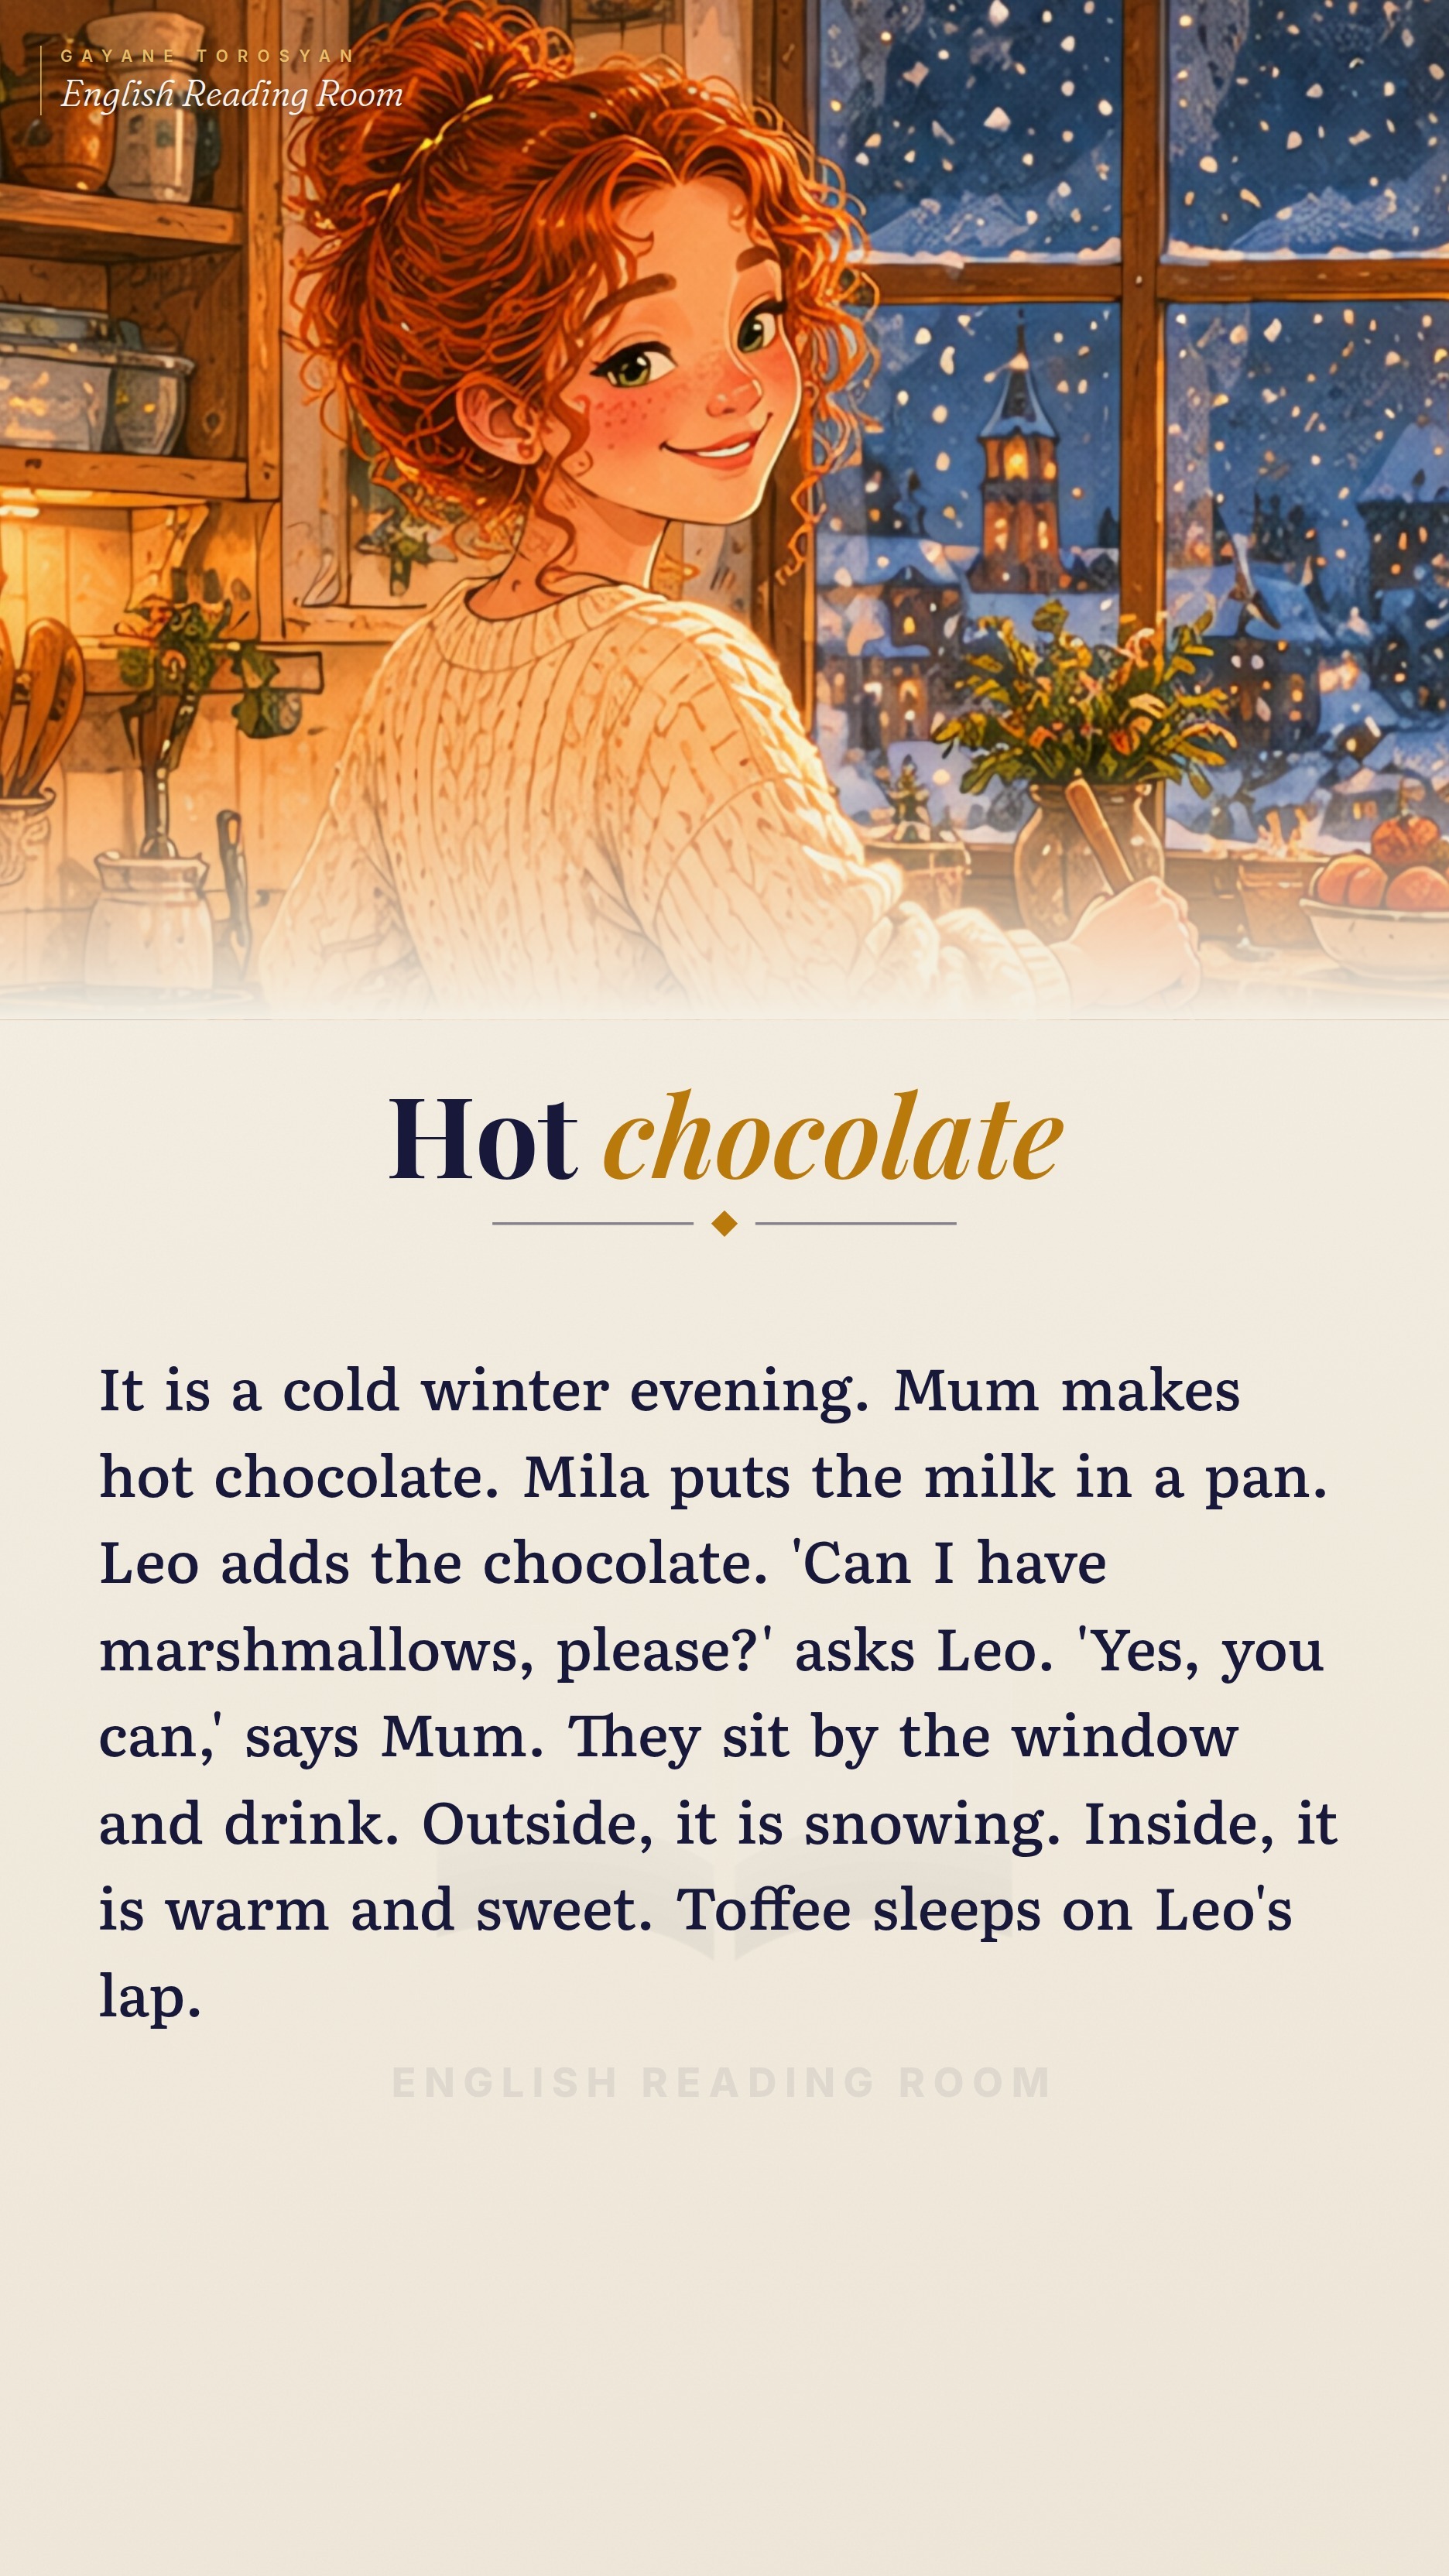 GAYANE TOROSYAN
English Reading Room
Hot chocolate
It is a cold winter evening. Mum makes
hot chocolate. Mila puts the milk in a pan.
Leo adds the chocolate. 'Can I have
marshmallows, please?' asks Leo. 'Yes, you
can,' says Mum. They sit by the window
and drink. Outside, it is snowing. Inside, it
is warm and sweet. Toffee sleeps on Leo's
lap.
ENGLISH READING ROOM